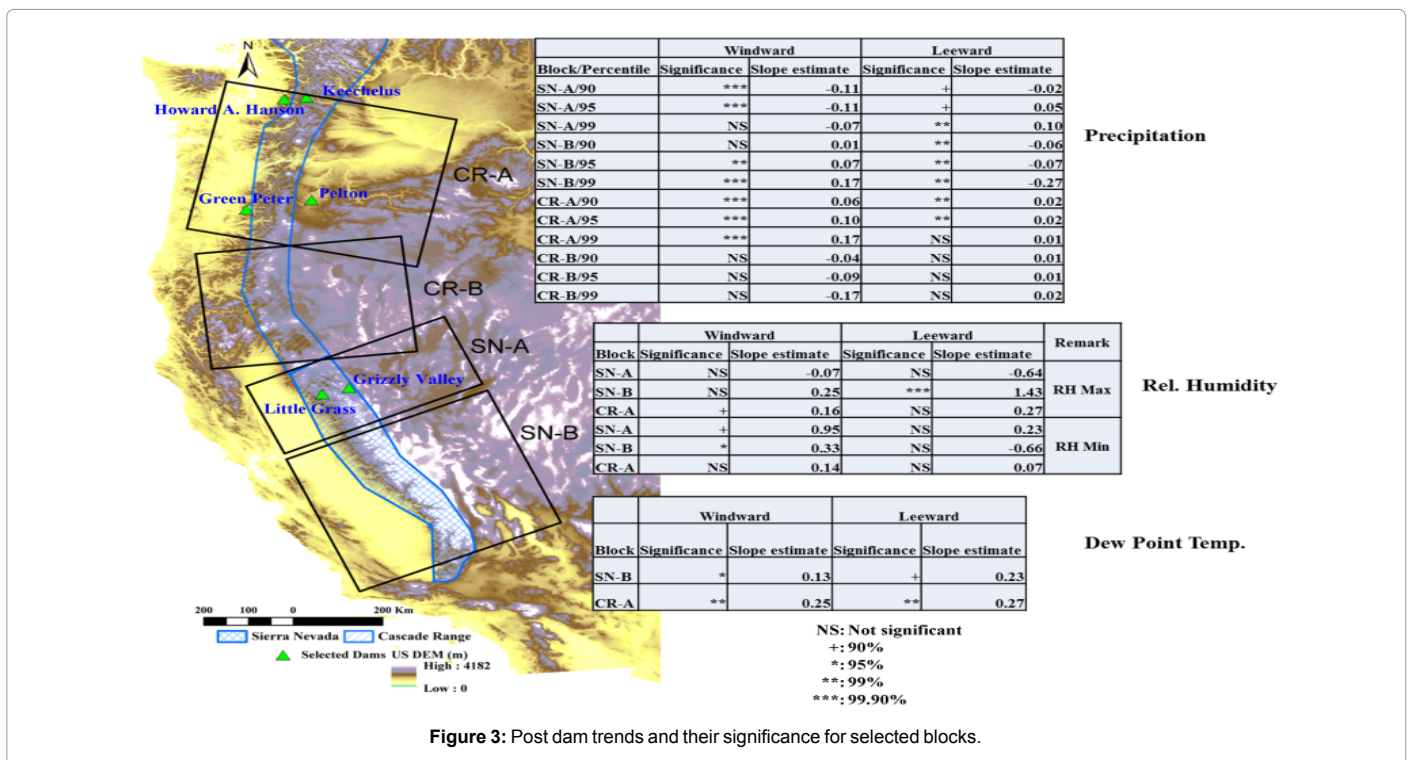 N
Keechelus
Howard A. Hanson
CR-A
Green Peter
Pelton
CR-B
SN-A
Grizzly Valley
Little Grass
SN-B
200 100 0 200 Km
Sierra Nevada Cascade Range
Selected Dams US DEM (m)
High : 4182
Low : 0
Windward Leeward
Block/Percentile Significance Slope estimate Significance Slope estimate
SN-A/90 *** -0.11 + -0.02
SN-A/95 *** -0.11 + 0.05
SN-A/99 NS -0.07 ** 0.10
SN-B/90 NS 0.01 ** -0.06
SN-B/95 ** 0.07 ** -0.07
SN-B/99 *** 0.17 ** -0.27
CR-A/90 *** 0.06 ** 0.02
CR-A/95 *** 0.10 ** 0.02
CR-A/99 *** 0.17 NS 0.01
CR-B/90 NS -0.04 NS 0.01
CR-B/95 NS -0.09 NS 0.01
CR-B/99 NS -0.17 NS 0.02
Precipitation
Windward Leeward Remark
Block Significance Slope estimate Significance Slope estimate
SN-A NS -0.07 NS -0.64
SN-B NS 0.25 *** 1.43 RH Max
CR-A + 0.16 NS 0.27
SN-A + 0.95 NS 0.23
SN-B * 0.33 NS -0.66 RH Min
CR-A NS 0.14 NS 0.07
Rel. Humidity
Windward Leeward
Block Significance Slope estimate Significance Slope estimate
SN-B * 0.13 + 0.23
CR-A ** 0.25 ** 0.27
Dew Point Temp.
NS: Not significant
+: 90%
*: 95%
**: 99%
***: 99.90%
Figure 3: Post dam trends and their significance for selected blocks.